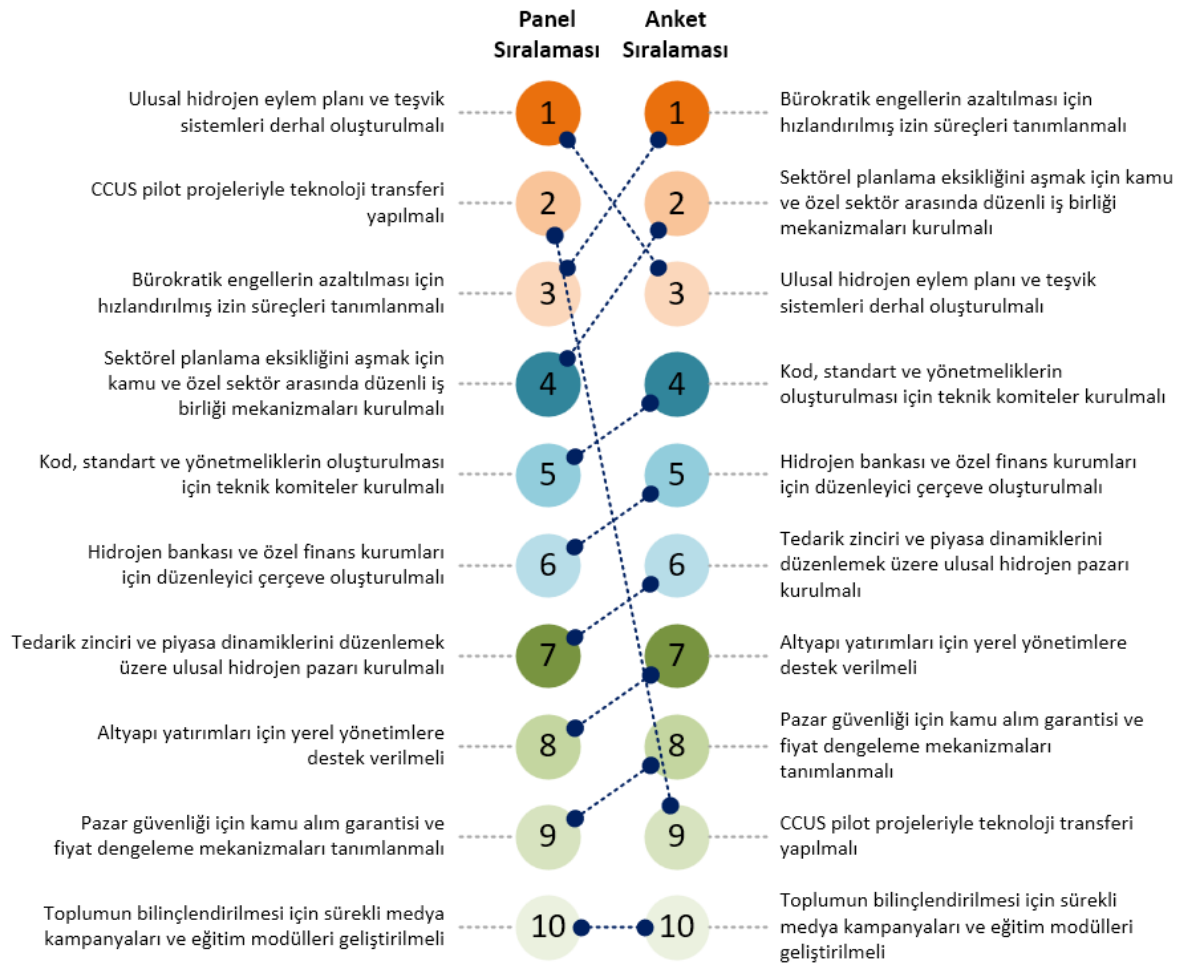 Panel
Sıralaması
Anket
Sıralaması
Ulusal hidrojen eylem planı ve teşvik
sistemleri derhal oluşturulmalı
1
1
Bürokratik engellerin azaltılması için
hızlandırılmış izin süreçleri tanımlanmalı
CCUS pilot projeleriyle teknoloji transferi
yapılmalı
2
2
Sektörel planlama eksikliğini aşmak için kamu
ve özel sektör arasında düzenli iş birliği
mekanizmaları kurulmalı
Bürokratik engellerin azaltılması için
hızlandırılmış izin süreçleri tanımlanmalı
3
3
Ulusal hidrojen eylem planı ve teşvik
sistemleri derhal oluşturulmalı
Sektörel planlama eksikliğini aşmak için
kamu ve özel sektör arasında düzenli iş
birliği mekanizmaları kurulmalı
4
4
Kod, standart ve yönetmeliklerin
oluşturulması için teknik komiteler kurulmalı
Kod, standart ve yönetmeliklerin oluşturulması
için teknik komiteler kurulmalı
5
5
Hidrojen bankası ve özel finans kurumları
için düzenleyici çerçeve oluşturulmalı
Hidrojen bankası ve özel finans kurumları
için düzenleyici çerçeve oluşturulmalı
6
6
Tedarik zinciri ve piyasa dinamiklerini
düzenlemek üzere ulusal hidrojen pazarı
kurulmalı
Tedarik zinciri ve piyasa dinamiklerini düzenlemek
üzere ulusal hidrojen pazarı kurulmalı
7
7
Altyapı yatırımları için yerel yönetimlere
destek verilmeli
Altyapı yatırımları için yerel yönetimlere
destek verilmeli
8
8
Pazar güvenliği için kamu alım garantisi ve
fiyat dengeleme mekanizmaları
tanımlanmalı
Pazar güvenliği için kamu alım garantisi ve
fiyat dengeleme mekanizmaları tanımlanmalı
9
9
CCUS pilot projeleriyle teknoloji transferi
yapılmalı
Toplumun bilinçlendirilmesi için sürekli medya
kampanyaları ve eğitim modülleri geliştirilmeli
10
10
Toplumun bilinçlendirilmesi için sürekli
medya kampanyaları ve eğitim modülleri
geliştirilmeli